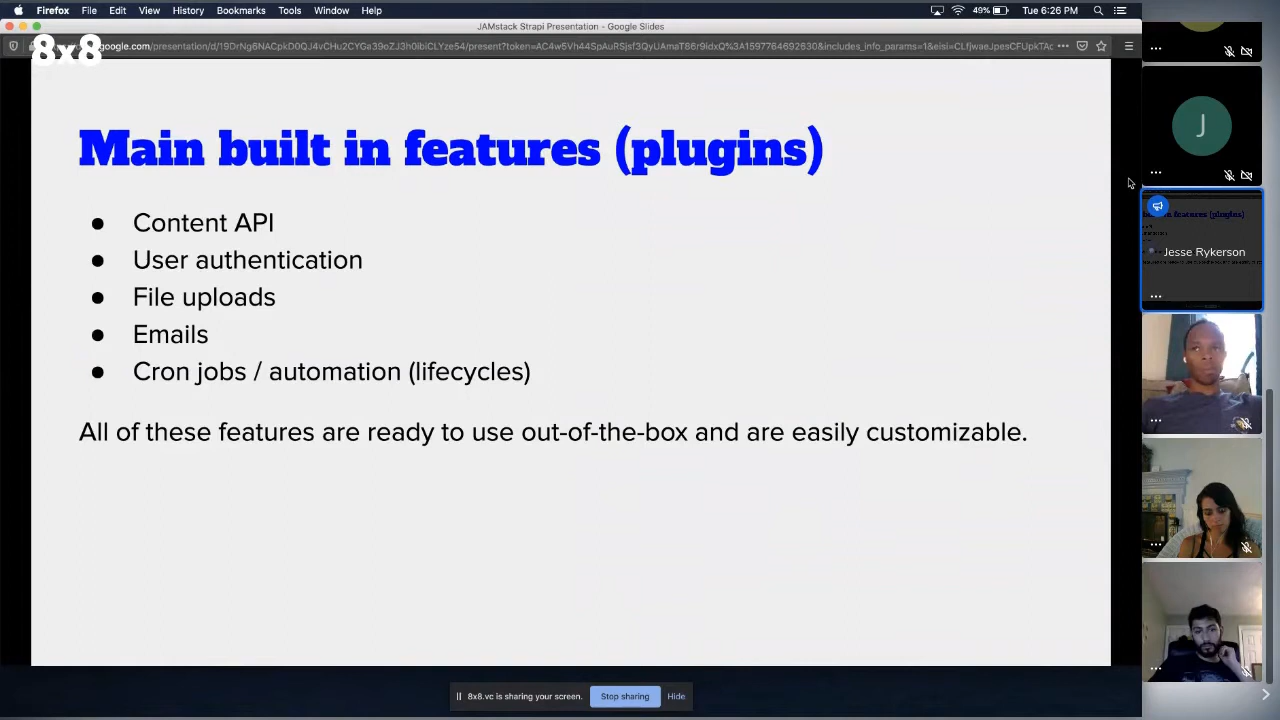 Firefox File Edit View History Bookmarks Tools Window Help 49% Tue 6:26 PM
JAMstack Strapi Presentation - Google Slides
8x8
Main built in features (plugins)
● Content API
● User authentication
● File uploads
● Emails
● Cron jobs / automation (lifecycles)
All of these features are ready to use out-of-the-box and are easily customizable.
J
Jesse Rykerson
8x8.vc is sharing your screen. Stop sharing Hide